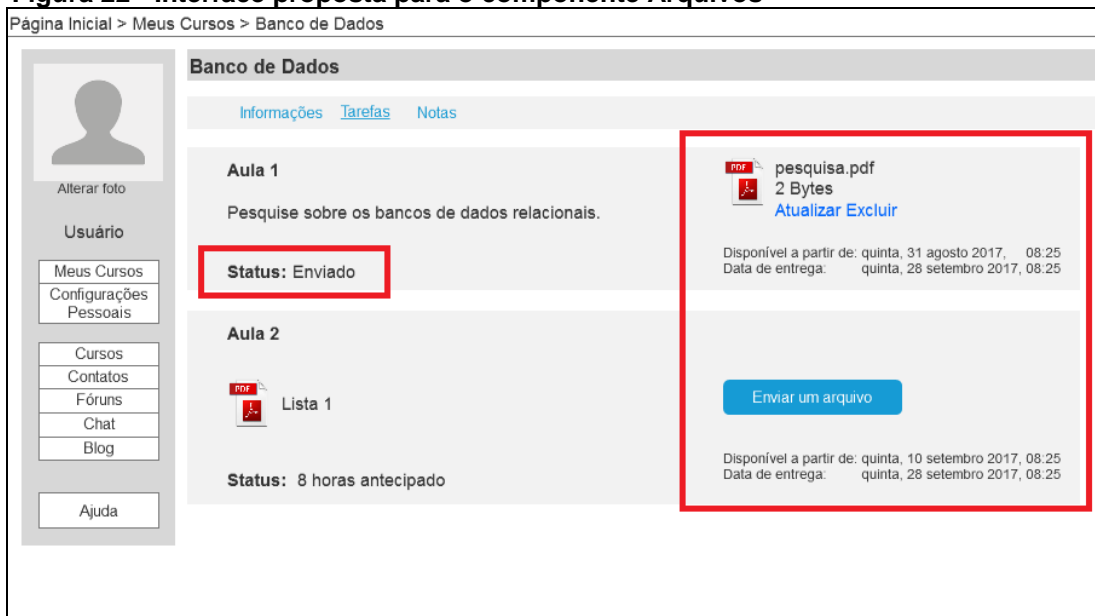 Figura 22 - Interface proposta para o componente Arquivos
Página Inicial > Meus Cursos > Banco de Dados
Banco de Dados
Informações Tarefas Notas
Alterar foto
Usuário
Meus Cursos
Configurações
Pessoais
Cursos
Contatos
Fóruns
Chat
Blog
Ajuda
Aula 1
Pesquise sobre os bancos de dados relacionais.
Status: Enviado
PDF
pesquisa.pdf
2 Bytes
Atualizar Excluir
Disponível a partir de: quinta, 31 agosto 2017, 08:25
Data de entrega: quinta, 28 setembro 2017, 08:25
Aula 2
PDF
Lista 1
Status: 8 horas antecipado
Enviar um arquivo
Disponível a partir de: quinta, 10 setembro 2017, 08:25
Data de entrega: quinta, 28 setembro 2017, 08:25